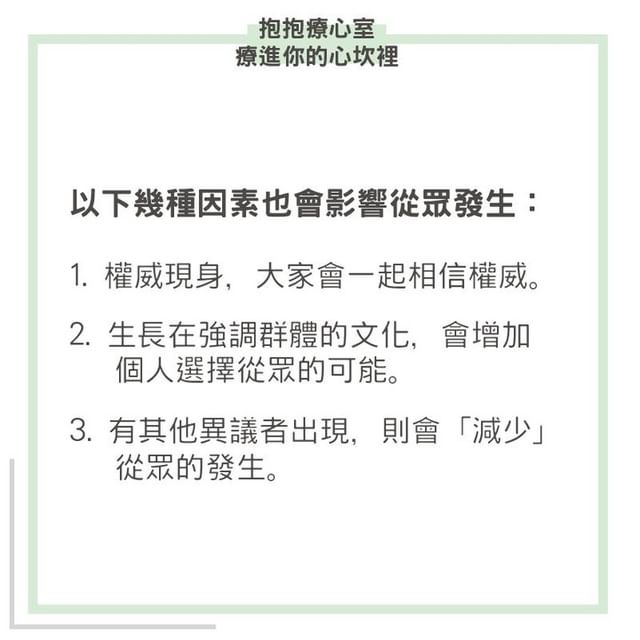 抱抱療心室
療進你的心坎裡
以下幾種因素也會影響從眾發生：
1. 權威現身，大家會一起相信權威。
2. 生長在強調群體的文化，會增加
個人選擇從眾的可能。
3. 有其他異議者出現，則會「減少」
從眾的發生。